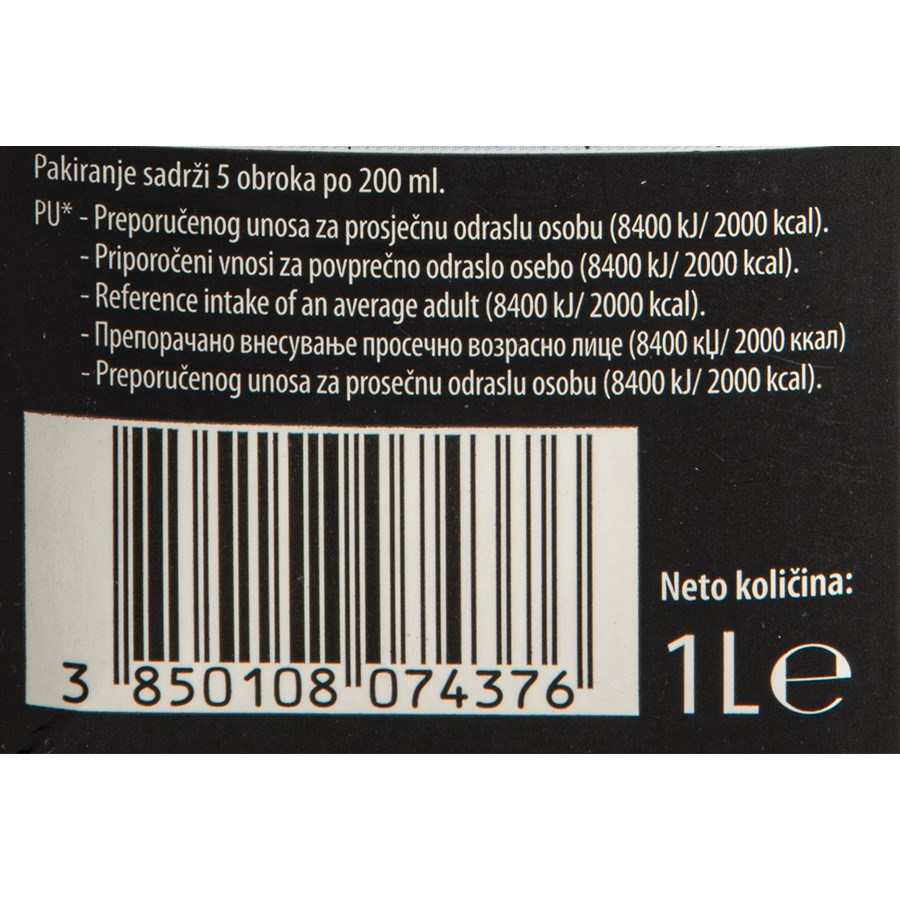 Pakiranje sadrži 5 obroka po 200 ml.
PU* - Preporučenog unosa za prosječnu odraslu osobu (8400 kJ/ 2000 kcal).
- Priporočeni vnosi za povprečno odraslo osebo (8400 kJ/ 2000 kcal).
- Reference intake of an average adult (8400 kJ/ 2000 kcal).
- Препорачано внесување просечно возрасно лице (8400 кЏ/ 2000 ккал)
- Preporučenog unosa za prosečnu odraslu osobu (8400 kJ/ 2000 kcal).
Neto količina:
1L e
3 850108 074376